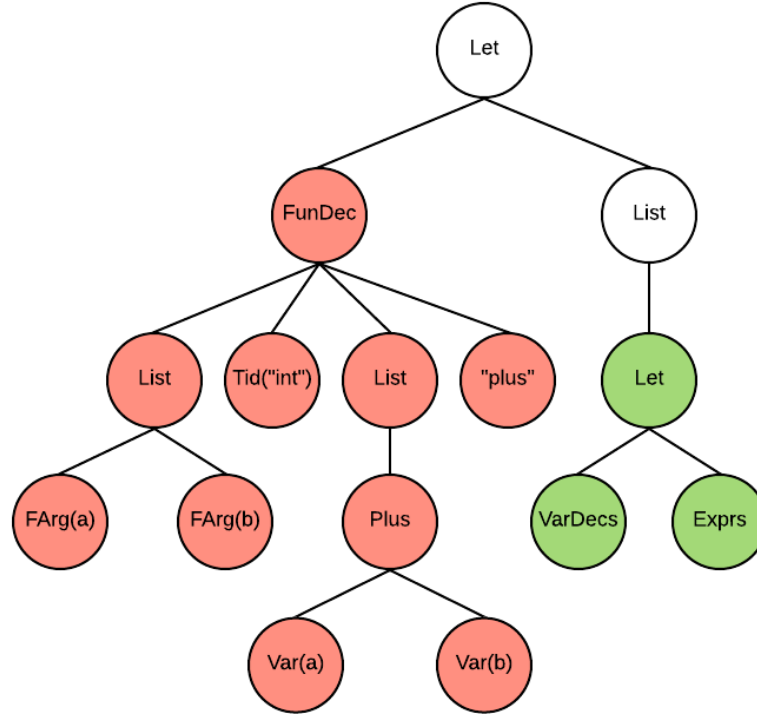 Let
FunDec
List
List
Tid("int")
List
"plus"
Let
FArg(a)
FArg(b)
Plus
VarDecs
Exprs
Var(a)
Var(b)